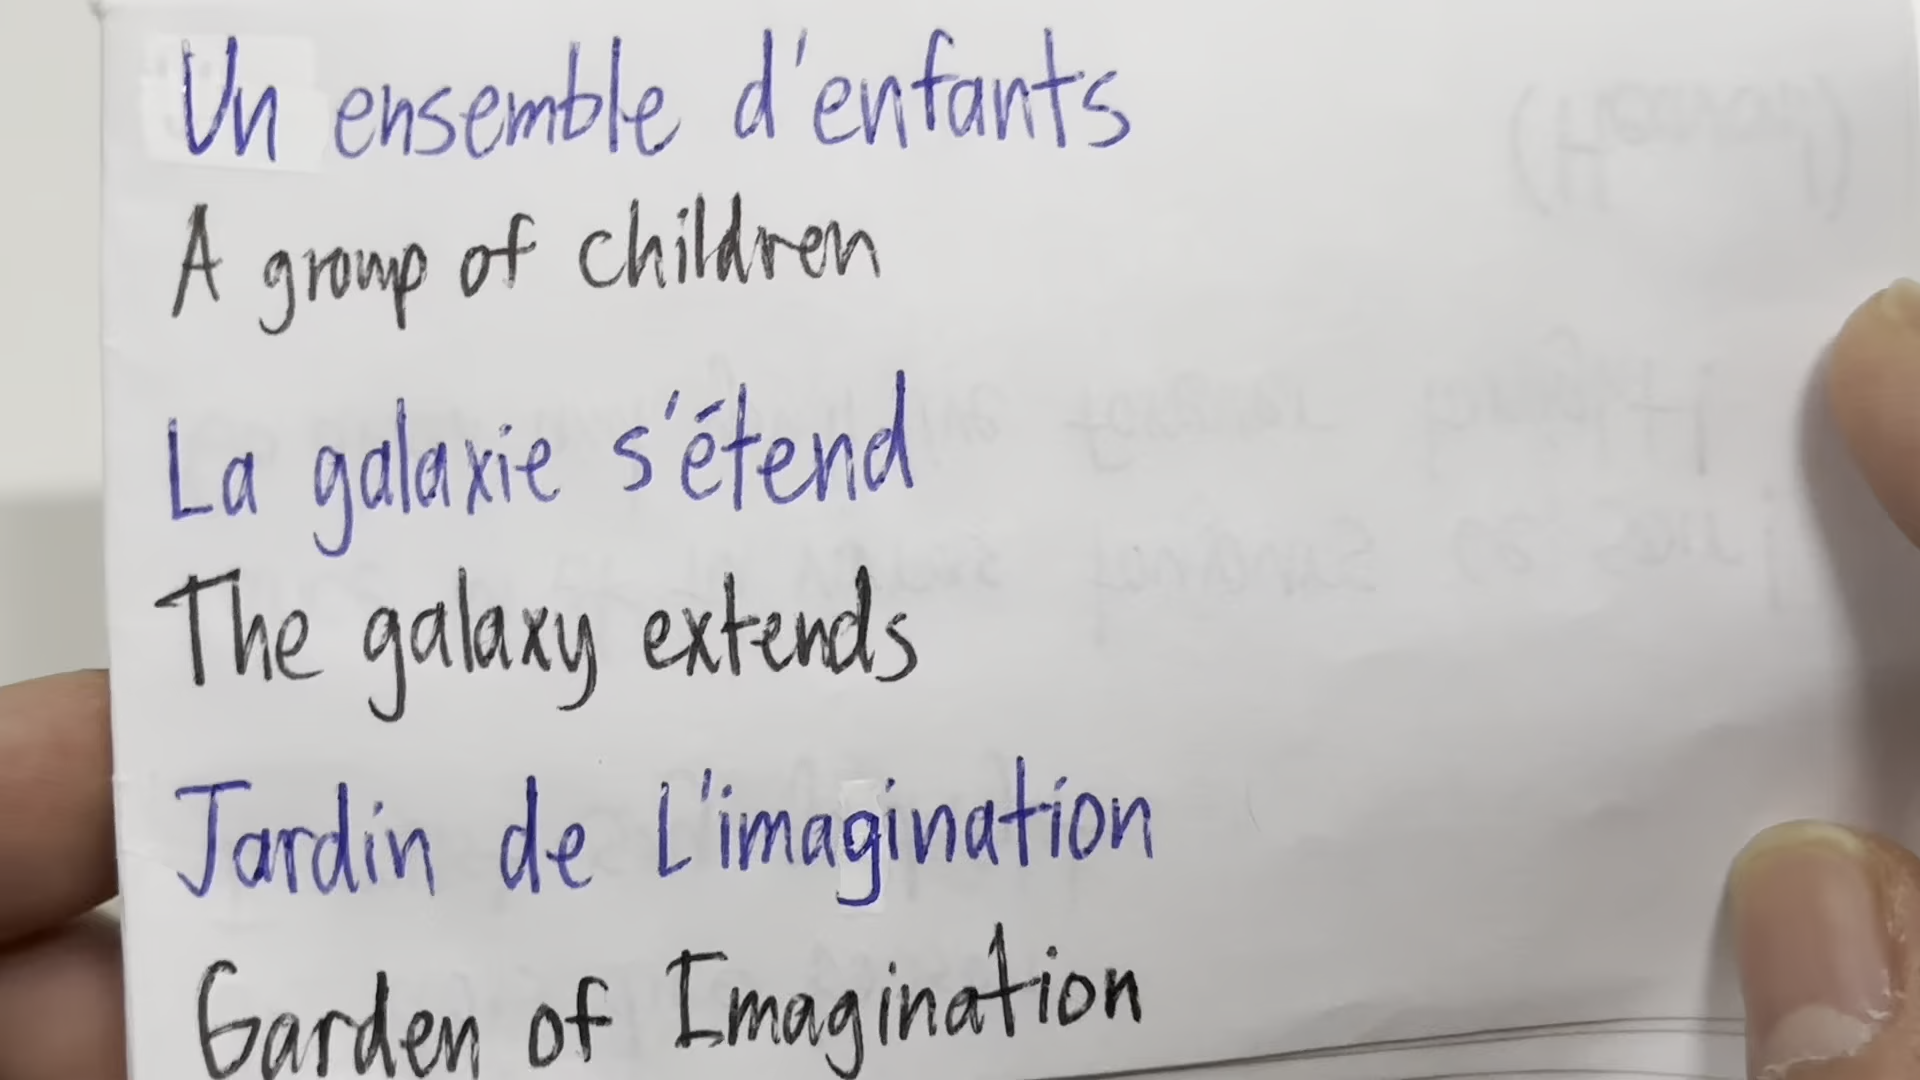 Un ensemble d'enfants
A group of children
La galaxie s'étend
The galaxy extends
Jardin de L'imagination
Garden of Imagination